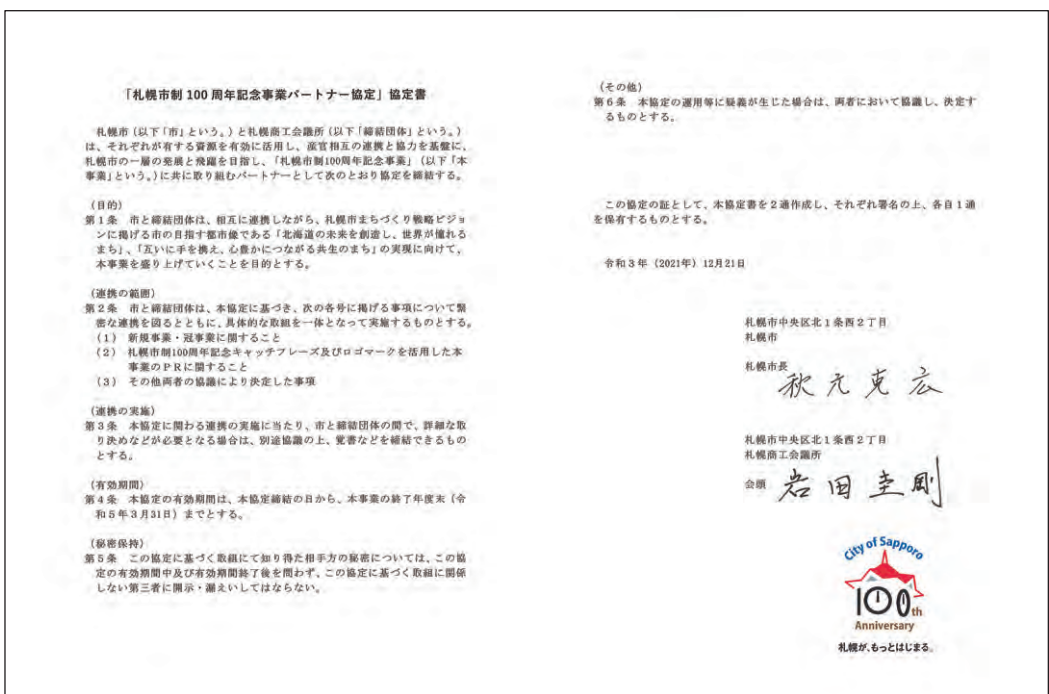 「札幌市制 100 周年記念事業パートナー協定」協定書
札幌市（以下「市」という。）と札幌商工会議所（以下「締結団体」という。）
は、それぞれが有する資源を有効に活用し、産官相互の連携と協力を基盤に、
札幌市の一層の発展と飛躍を目指し、「札幌市制100周年記念事業」（以下「本
事業」という。）に共に取り組むパートナーとして次のとおり協定を締結する。
（目的）
第１条　市と締結団体は、相互に連携しながら、札幌市まちづくり戦略ビジョ
ンに掲げる市の目指す都市像である「北海道の未来を創造し、世界が憧れる
まち」、「互いに手を携え、心豊かにつながる共生のまち」の実現に向けて、
本事業を盛り上げていくことを目的とする。
（連携の範囲）
第２条　市と締結団体は、本協定に基づき、次の各号に掲げる事項について緊
密な連携を図るとともに、具体的な取組を一体となって実施するものとする。
（１）　新規事業・冠事業に関すること
（２）　札幌市制100周年記念キャッチフレーズ及びロゴマークを活用した本
事業のＰＲに関すること
（３）　その他両者の協議により決定した事項
（連携の実施）
第３条　本協定に関わる連携の実施に当たり、市と締結団体の間で、詳細な取
り決めなどが必要となる場合は、別途協議の上、覚書などを締結できるもの
とする。
（有効期間）
第４条　本協定の有効期間は、本協定締結の日から、本事業の終了年度末（令
和５年３月31日）までとする。
（秘密保持）
第５条　この協定に基づく取組にて知り得た相手方の秘密については、この協
定の有効期間中及び有効期間終了後を問わず、この協定に基づく取組に関係
しない第三者に開示・漏えいしてはならない。
（その他）
第６条　本協定の運用等に疑義が生じた場合は、両者において協議し、決定す
るものとする。
この協定の証として、本協定書を２通作成し、それぞれ署名の上、各自１通
を保有するものとする。
令和３年（2021年）12月21日
札幌市中央区北１条西２丁目
札幌市
札幌市長
秋元克広
札幌市中央区北１条西２丁目
札幌商工会議所
会頭 岩田圭剛
City of Sapporo
100th
Anniversary
札幌が、もっとはじまる。